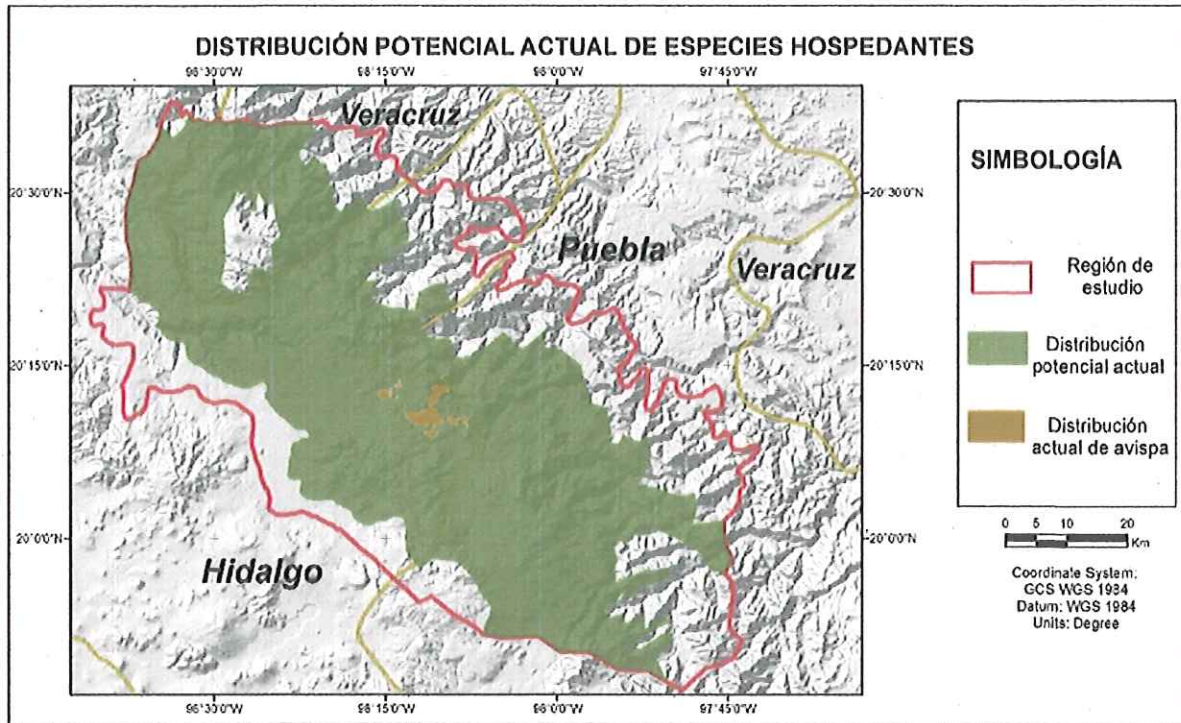 DISTRIBUCIÓN POTENCIAL ACTUAL DE ESPECIES HOSPEDANTES
98°30'0"W 98°15'0"W 98°0'0"W 97°45'0"W
Veracruz
20°30'0"N 20°30'0"N
Puebla
Veracruz
20°15'0"N 20°15'0"N
20°0'0"N 20°0'0"N
Hidalgo
98°30'0"W 98°15'0"W 98°0'0"W 97°45'0"W
SIMBOLOGÍA
Región de
estudio
Distribución
potencial actual
Distribución
actual de avispa
0 5 10 20
Km
Coordinate System:
GCS WGS 1984
Datum: WGS 1984
Units: Degree